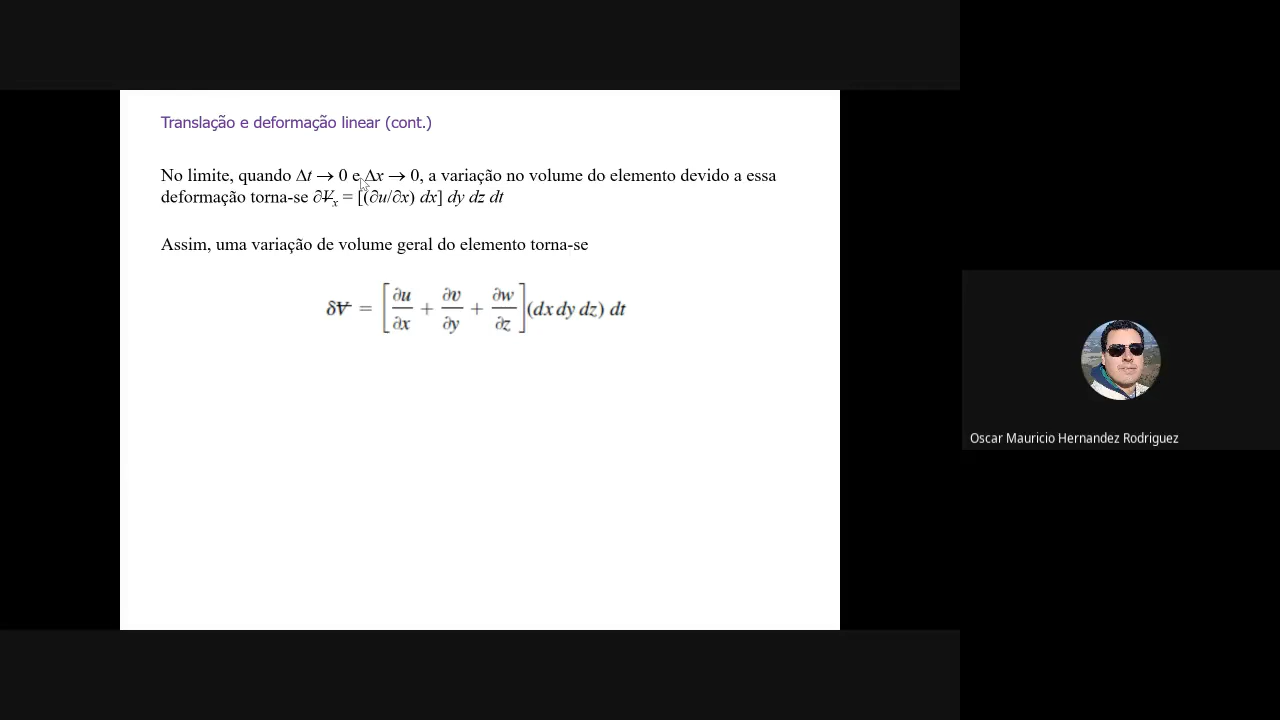 Translação e deformação linear (cont.)
No limite, quando Δt → 0 e Δx → 0, a variação no volume do elemento devido a essa
deformação torna-se ∂V̶x = [(∂u/∂x) dx] dy dz dt
Assim, uma variação de volume geral do elemento torna-se
δV̶ = [∂u/∂x + ∂v/∂y + ∂w/∂z](dx dy dz) dt
Oscar Mauricio Hernandez Rodriguez